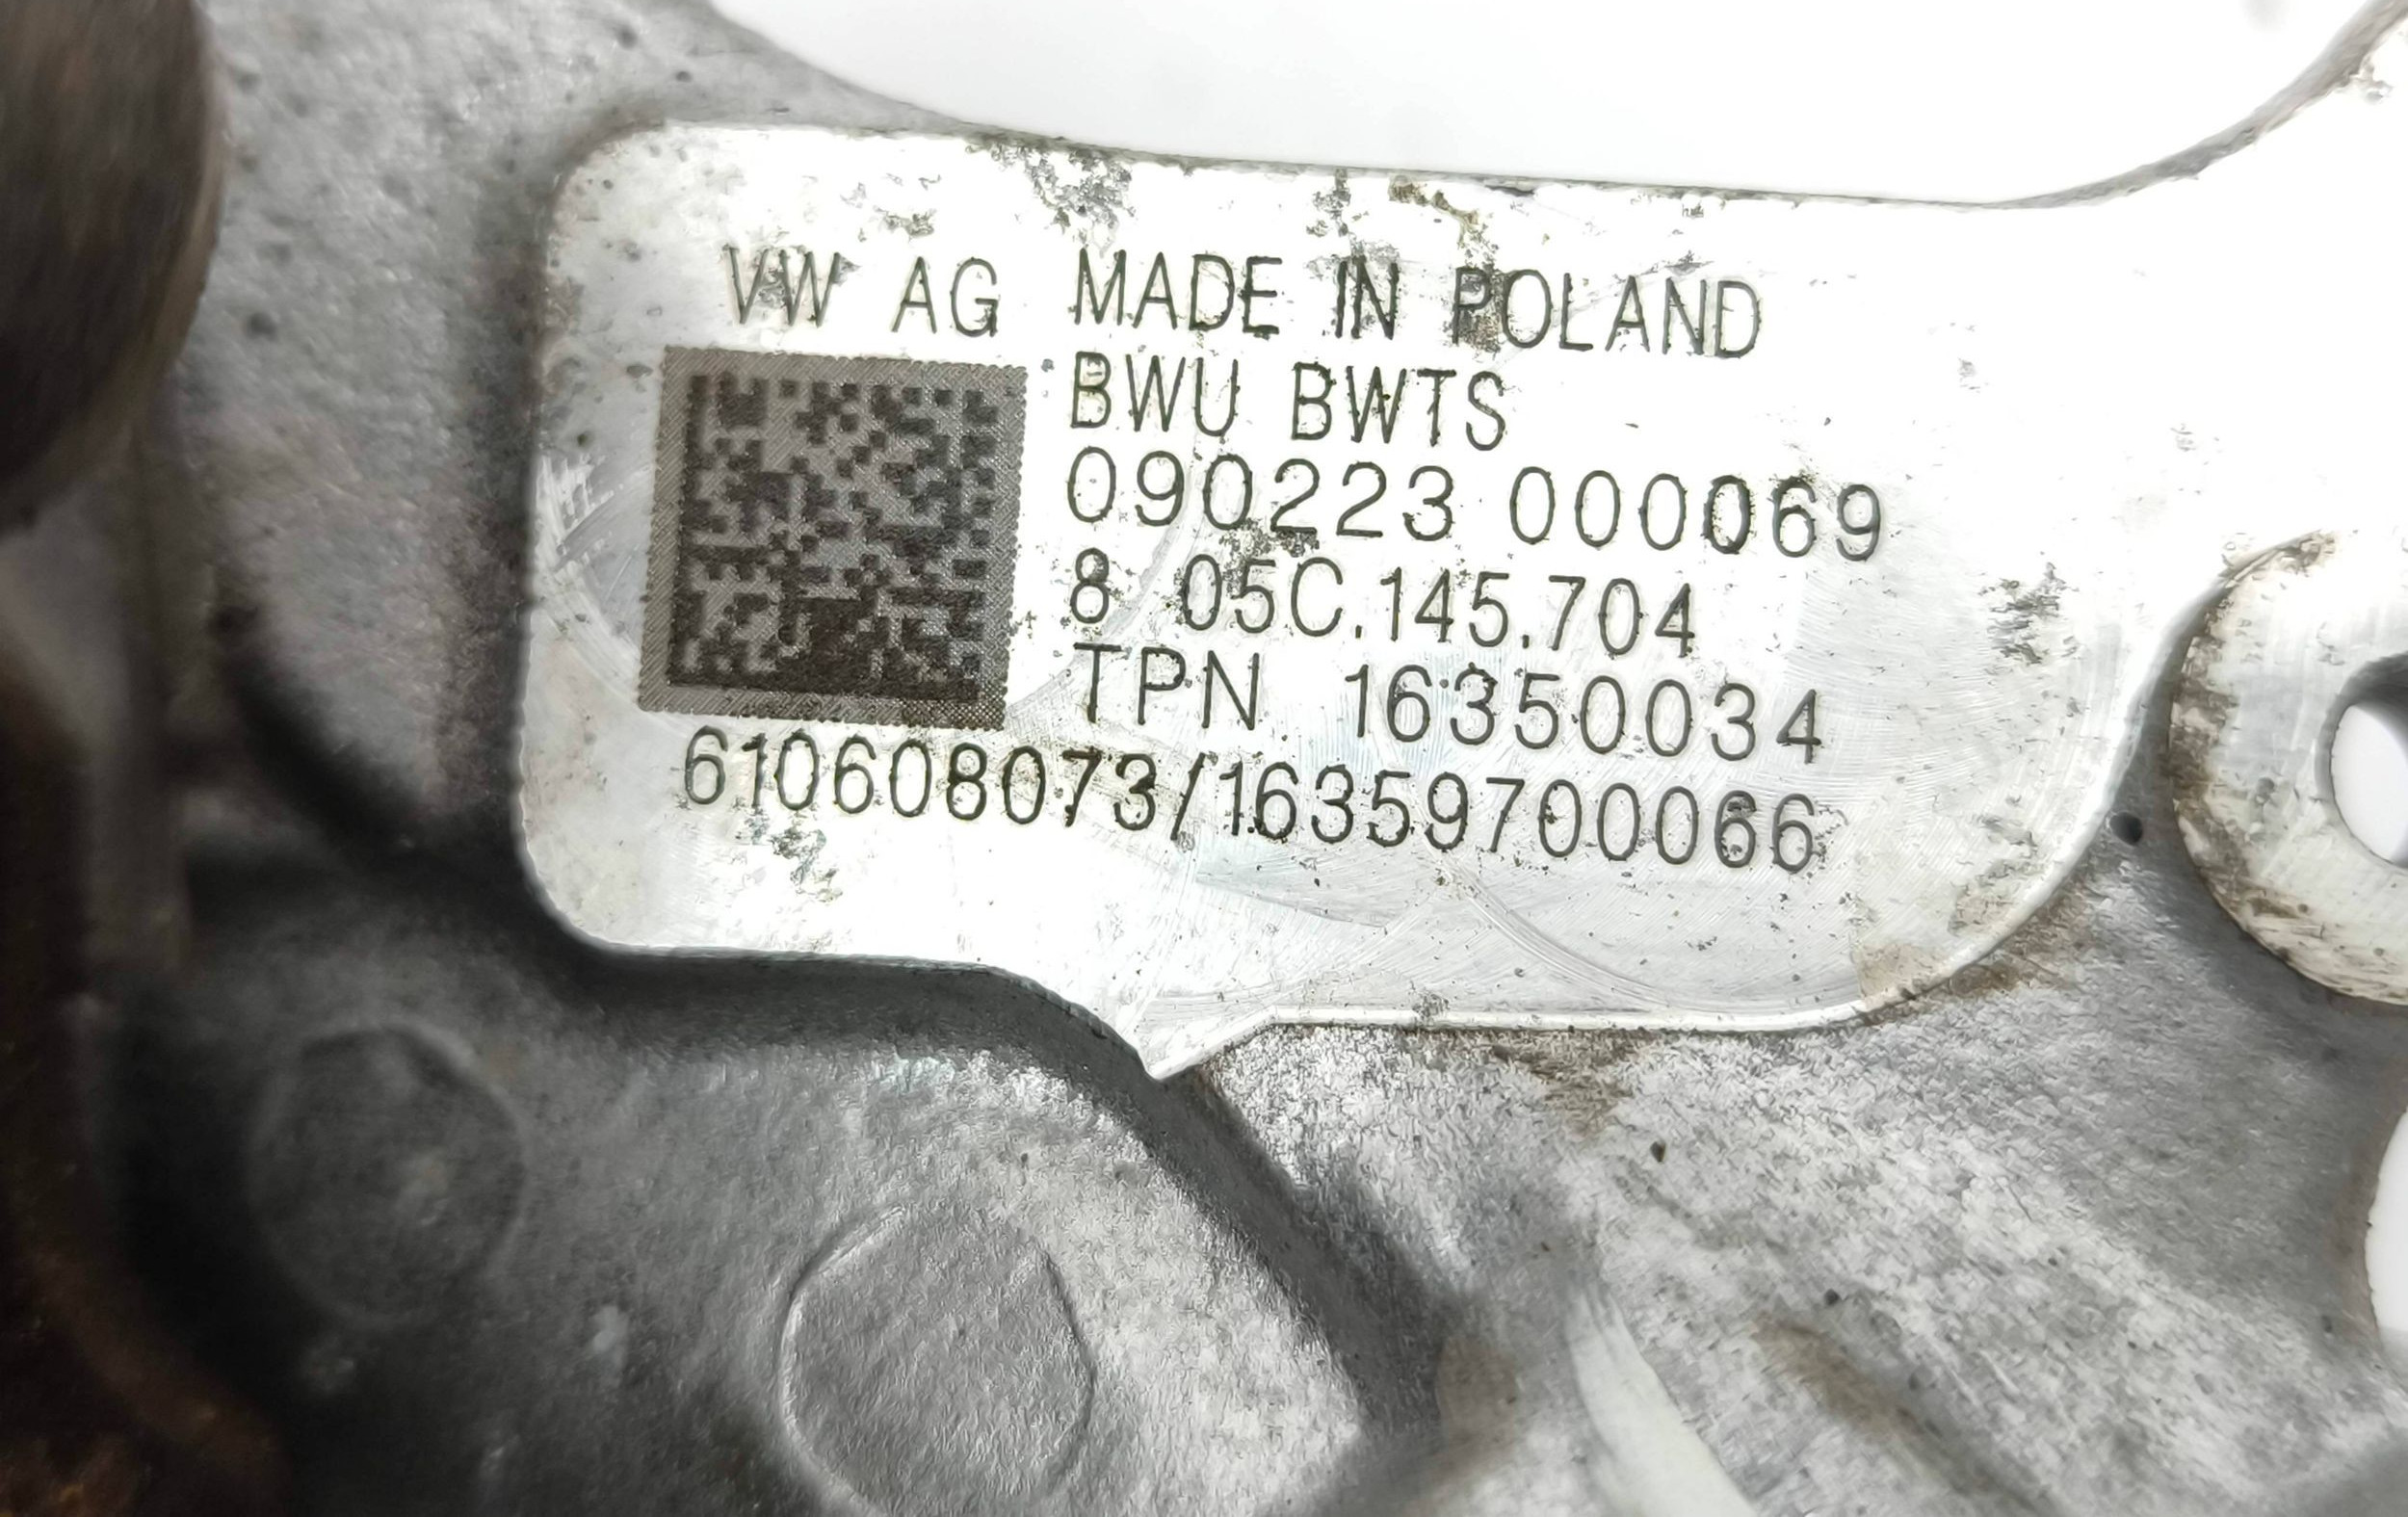 VW AG MADE IN POLAND
BWU BWTS
090223 000069
8 05C.145.704
TPN 16350034
610608073/16359700066